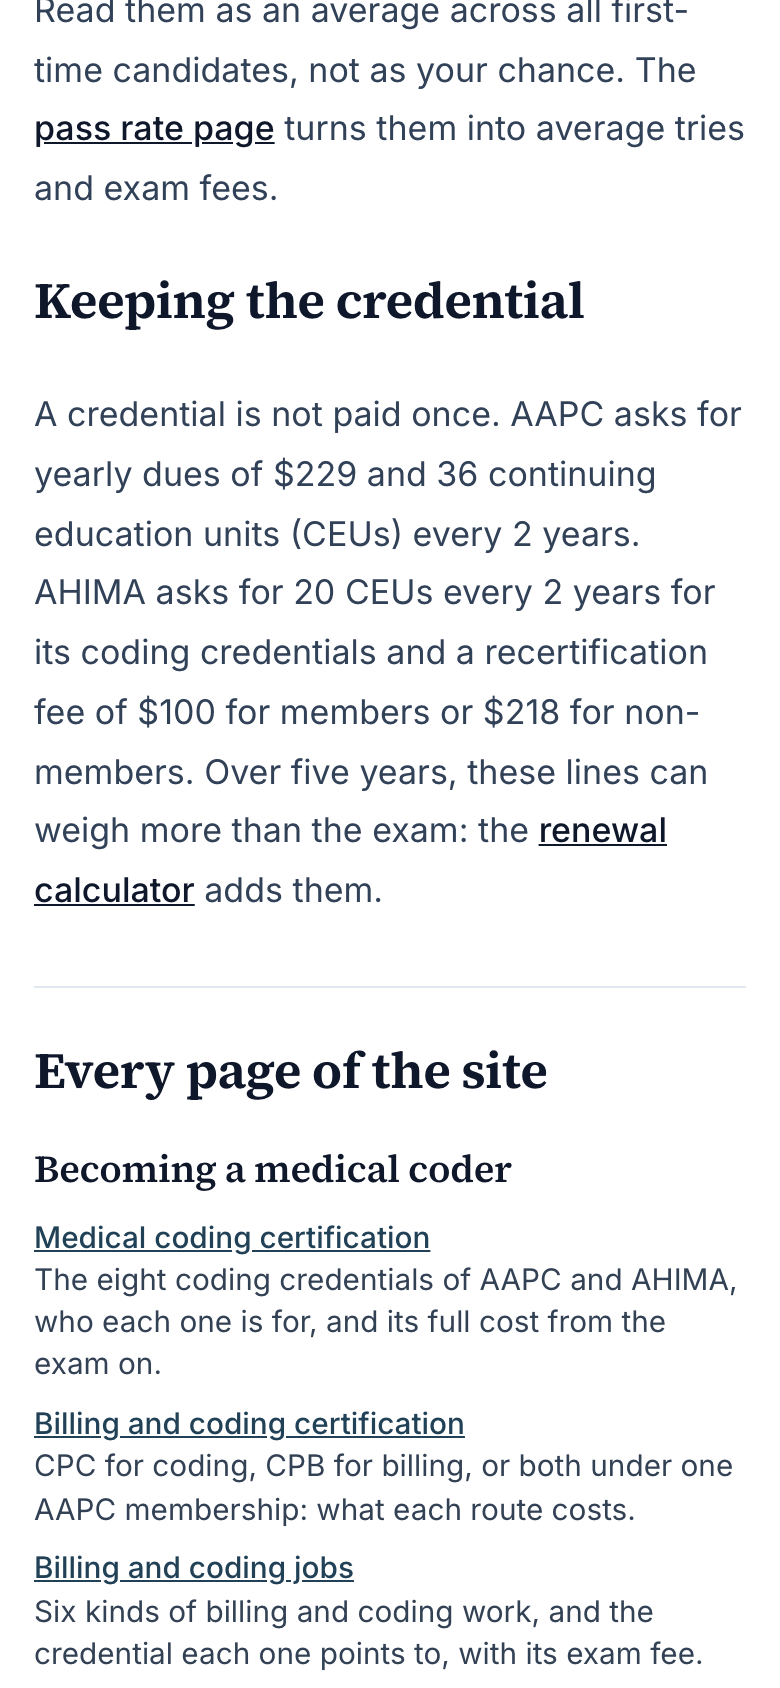 Read them as an average across all first-
time candidates, not as your chance. The
pass rate page turns them into average tries
and exam fees.
Keeping the credential
A credential is not paid once. AAPC asks for
yearly dues of $229 and 36 continuing
education units (CEUs) every 2 years.
AHIMA asks for 20 CEUs every 2 years for
its coding credentials and a recertification
fee of $100 for members or $218 for non-
members. Over five years, these lines can
weigh more than the exam: the renewal
calculator adds them.
Every page of the site
Becoming a medical coder
Medical coding certification
The eight coding credentials of AAPC and AHIMA,
who each one is for, and its full cost from the
exam on.
Billing and coding certification
CPC for coding, CPB for billing, or both under one
AAPC membership: what each route costs.
Billing and coding jobs
Six kinds of billing and coding work, and the
credential each one points to, with its exam fee.